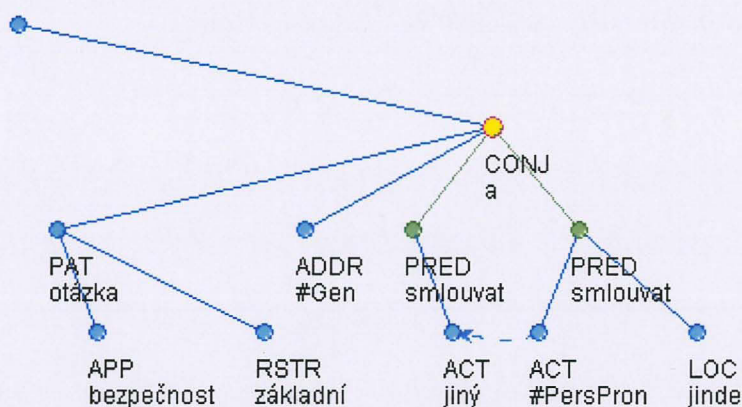 CONJ
a
PAT
otázka
ADDR
#Gen
PRED
smlouvat
PRED
smlouvat
APP
bezpečnost
RSTR
základní
ACT
jiný
ACT
#PersPron
LOC
jinde